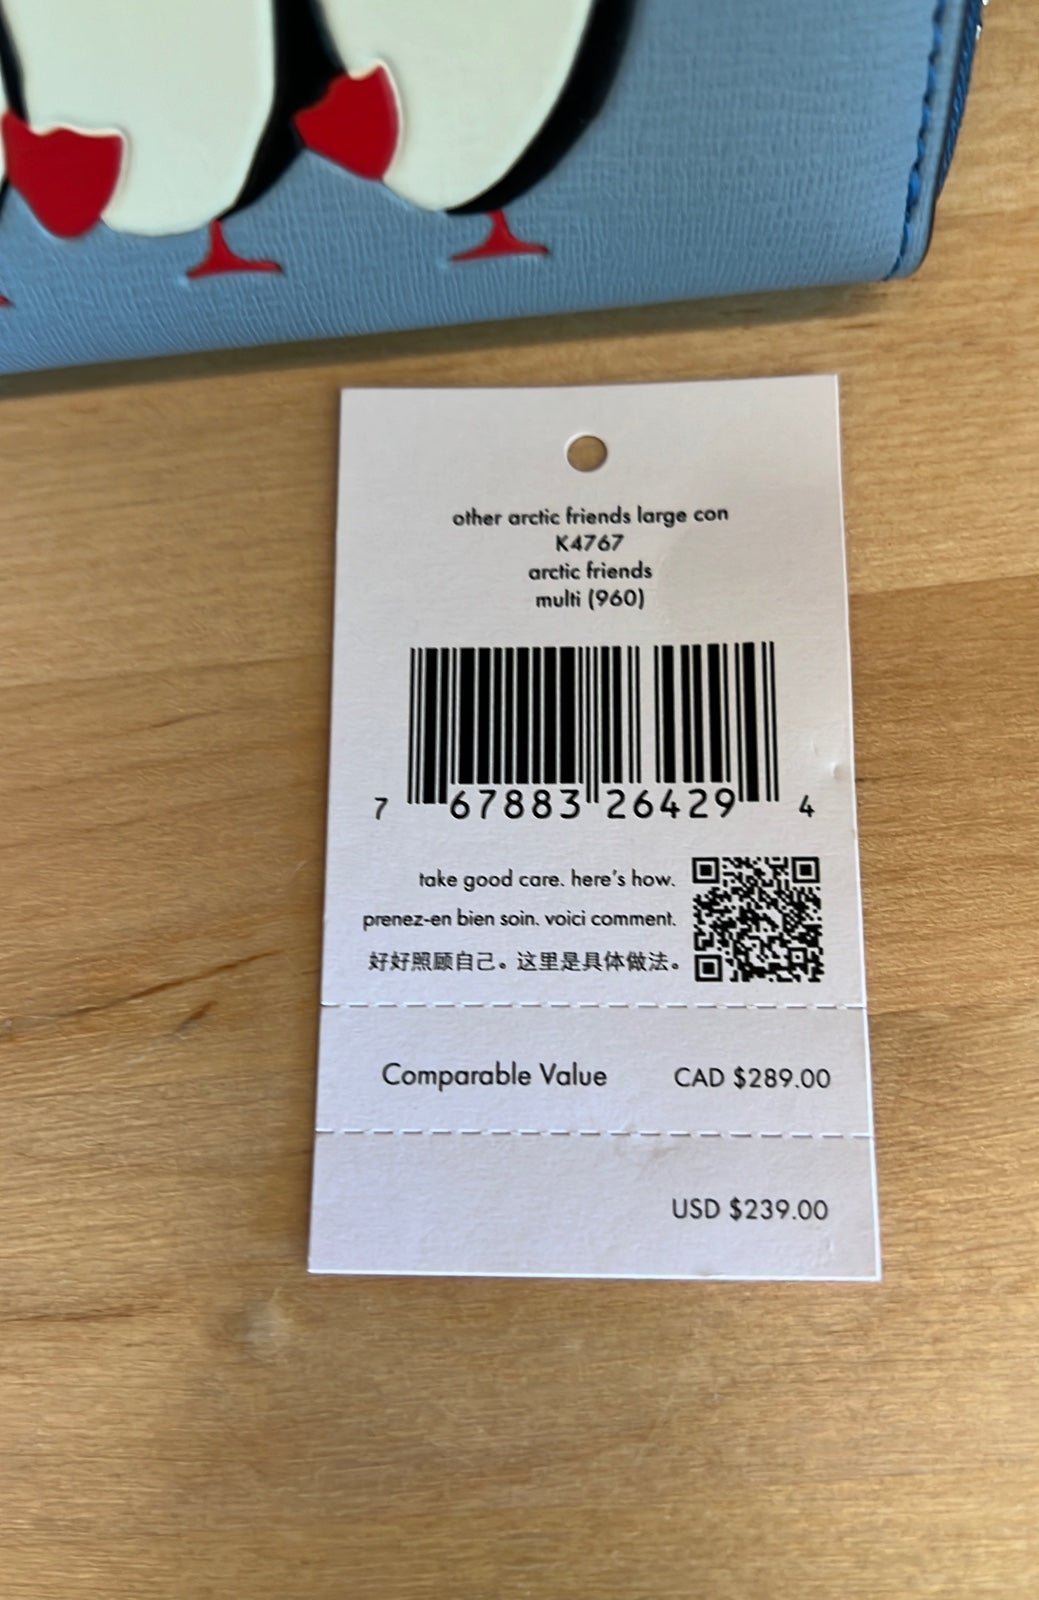 other arctic friends large con
K4767
arctic friends
multi (960)
7 67883 26429 4
take good care. here's how.
prenez-en bien soin. voici comment.
好好照顾自己。这里是具体做法。
Comparable Value CAD $289.00
USD $239.00